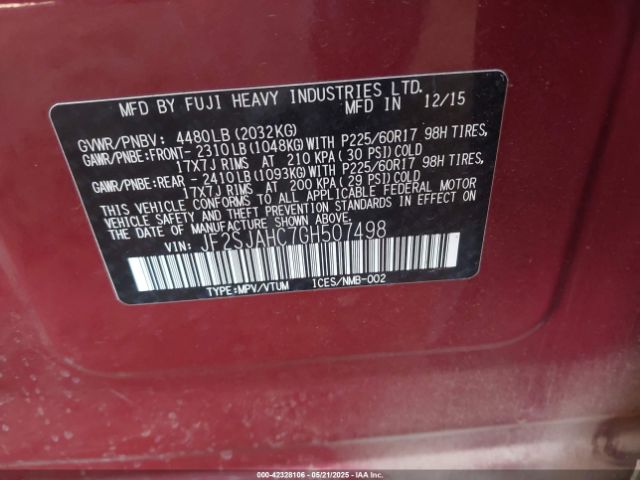 MFD BY FUJI HEAVY INDUSTRIES LTD.
MFD IN 12/15
GVWR/PNBV: 4480LB(2032KG)
GAWR/PNBE:FRONT- 2310LB(1048KG)WITH P225/60R17 98H TIRES,
17X7J RIMS AT 210 KPA(30 PSI)COLD
GAWR/PNBE:REAR - 2410LB(1093KG)WITH P225/60R17 98H TIRES,
17X7J RIMS AT 200 KPA(29 PSI)COLD
THIS VEHICLE CONFORMS TO ALL APPLICABLE FEDERAL MOTOR
VEHICLE SAFETY AND THEFT PREVENTION STANDARDS IN EFFECT ON
THE DATE OF MANUFACTURE SHOWN ABOVE.
VIN: JF2SJAHC7GH507498
TYPE:MPV/VTUM ICES/NMB-002
000-42328106 - 05/21/2025 - IAAI.COM